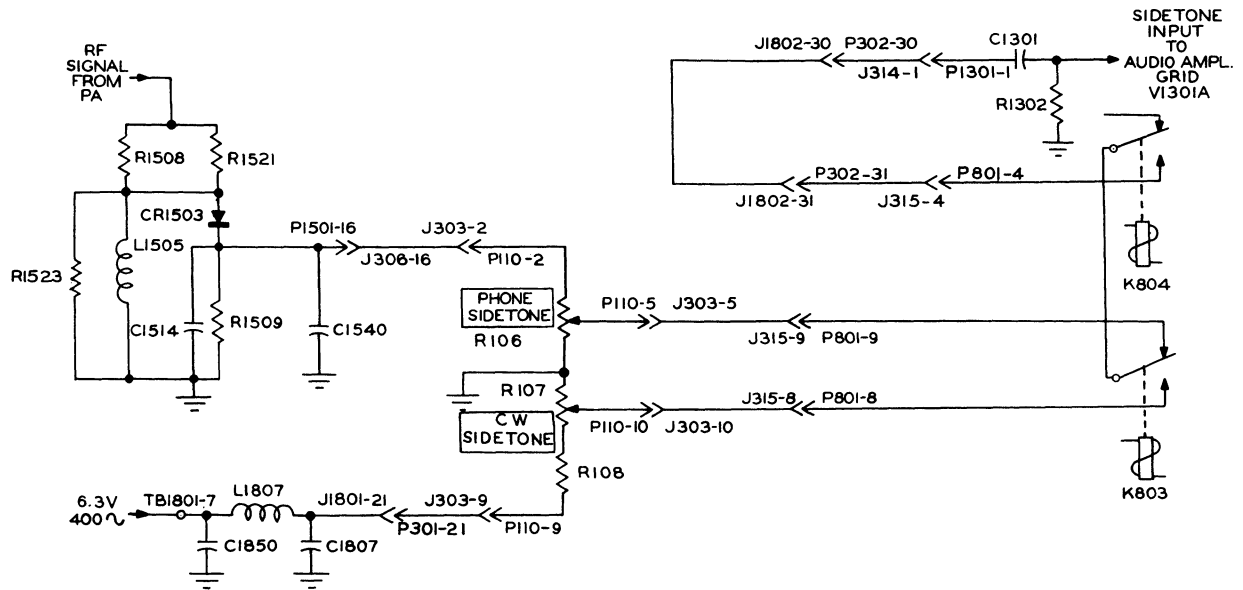 SIDETONE
INPUT
TO
AUDIO AMPL.
GRID
V1301A
J1802-30
P302-30
C1301
J314-1
P1301-1
R1302
RF
SIGNAL
FROM
PA
R1508
R1521
P302-31
P801-4
J1802-31
J315-4
CR1503
P1501-16
J303-2
L1505
J306-16
P110-2
R1523
K804
C1514
R1509
C1540
PHONE
SIDETONE
R106
P110-5
J303-5
J315-9
P801-9
R107
CW
SIDETONE
J315-8
P801-8
P110-10
J303-10
R108
K803
6.3V
400∿
TB1801-7
L1807
J1801-21
J303-9
P301-21
P110-9
C1850
C1807